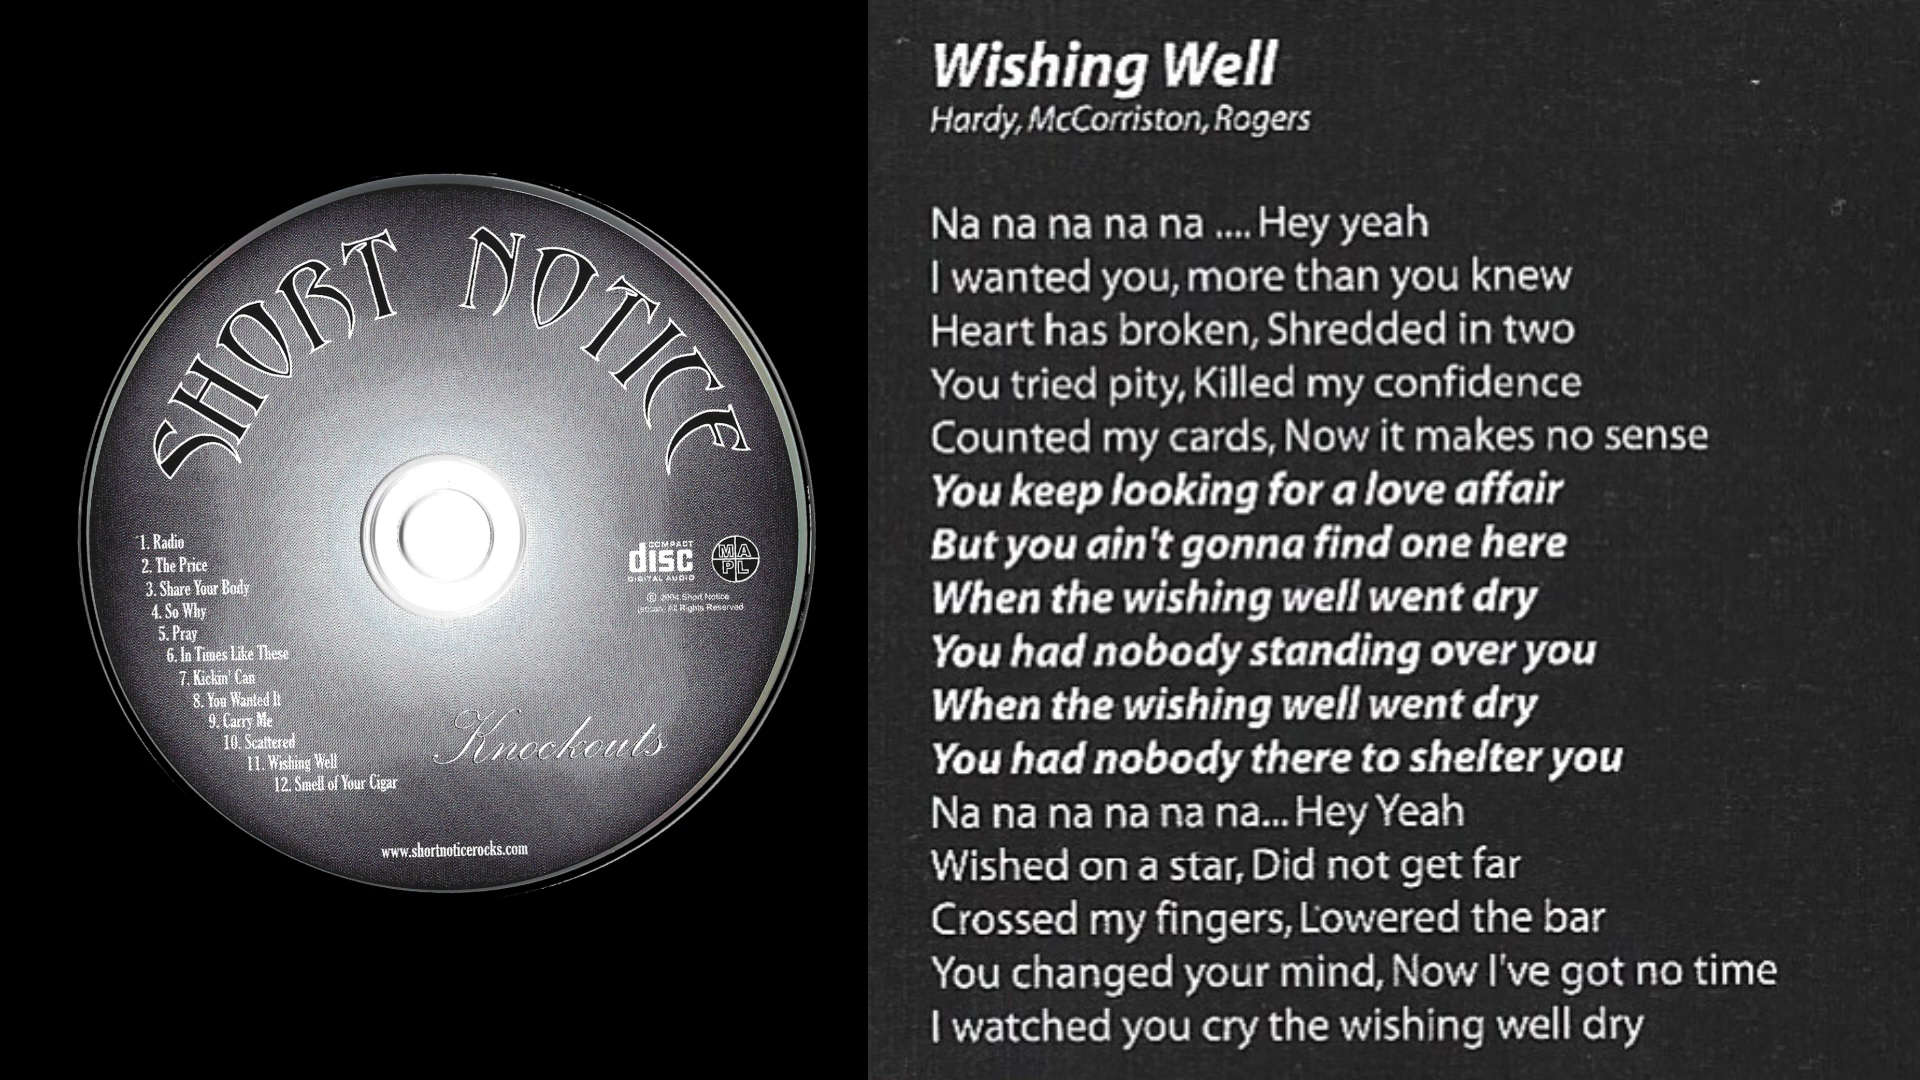 SHORT NOTICE
1. Radio
2. The Price
3. Share Your Body
4. So Why
5. Pray
6. In Times Like These
7. Kickin' Can
8. You Wanted It
9. Carry Me
10. Scattered
11. Wishing Well
12. Smell of Your Cigar
COMPACT
disc
DIGITAL AUDIO
MA
PL
© 2004 Short Notice
All Rights Reserved
Knockouts
www.shortnoticerocks.com
Wishing Well
Hardy, McCorriston, Rogers
Na na na na na .... Hey yeah
I wanted you, more than you knew
Heart has broken, Shredded in two
You tried pity, Killed my confidence
Counted my cards, Now it makes no sense
You keep looking for a love affair
But you ain't gonna find one here
When the wishing well went dry
You had nobody standing over you
When the wishing well went dry
You had nobody there to shelter you
Na na na na na na... Hey Yeah
Wished on a star, Did not get far
Crossed my fingers, Lowered the bar
You changed your mind, Now I've got no time
I watched you cry the wishing well dry